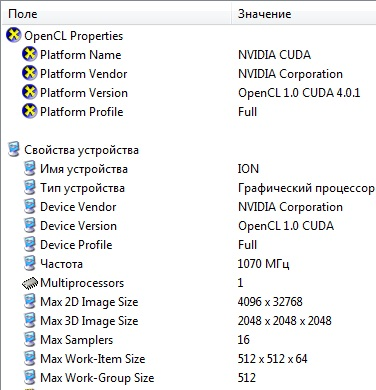 Поле Значение
OpenCL Properties
Platform Name NVIDIA CUDA
Platform Vendor NVIDIA Corporation
Platform Version OpenCL 1.0 CUDA 4.0.1
Platform Profile Full
Свойства устройства
Имя устройства ION
Тип устройства Графический процессор
Device Vendor NVIDIA Corporation
Device Version OpenCL 1.0 CUDA
Device Profile Full
Частота 1070 МГц
Multiprocessors 1
Max 2D Image Size 4096 x 32768
Max 3D Image Size 2048 x 2048 x 2048
Max Samplers 16
Max Work-Item Size 512 x 512 x 64
Max Work-Group Size 512